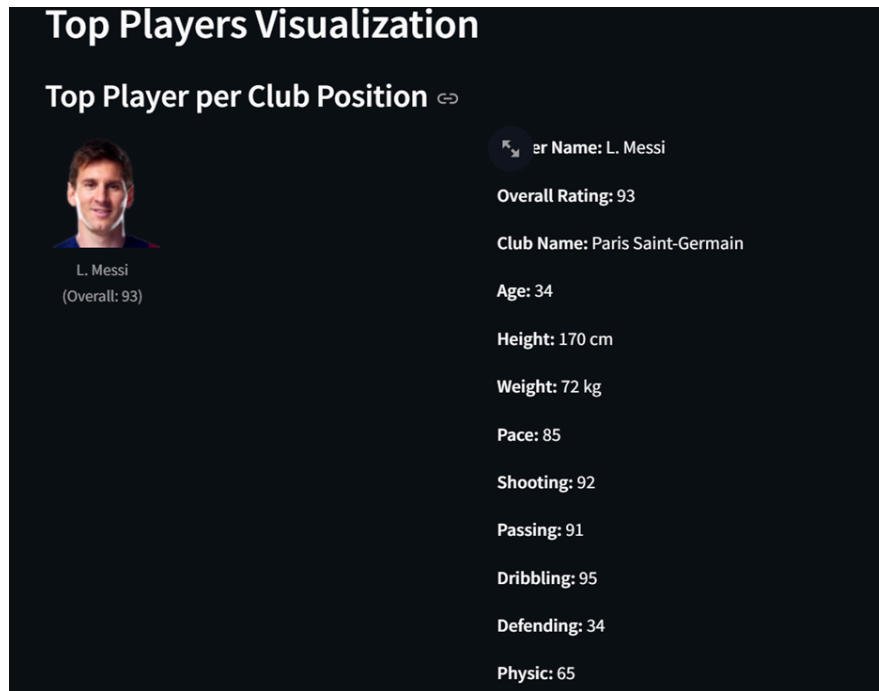 Top Players Visualization
Top Player per Club Position
L. Messi
(Overall: 93)
er Name: L. Messi
Overall Rating: 93
Club Name: Paris Saint-Germain
Age: 34
Height: 170 cm
Weight: 72 kg
Pace: 85
Shooting: 92
Passing: 91
Dribbling: 95
Defending: 34
Physic: 65